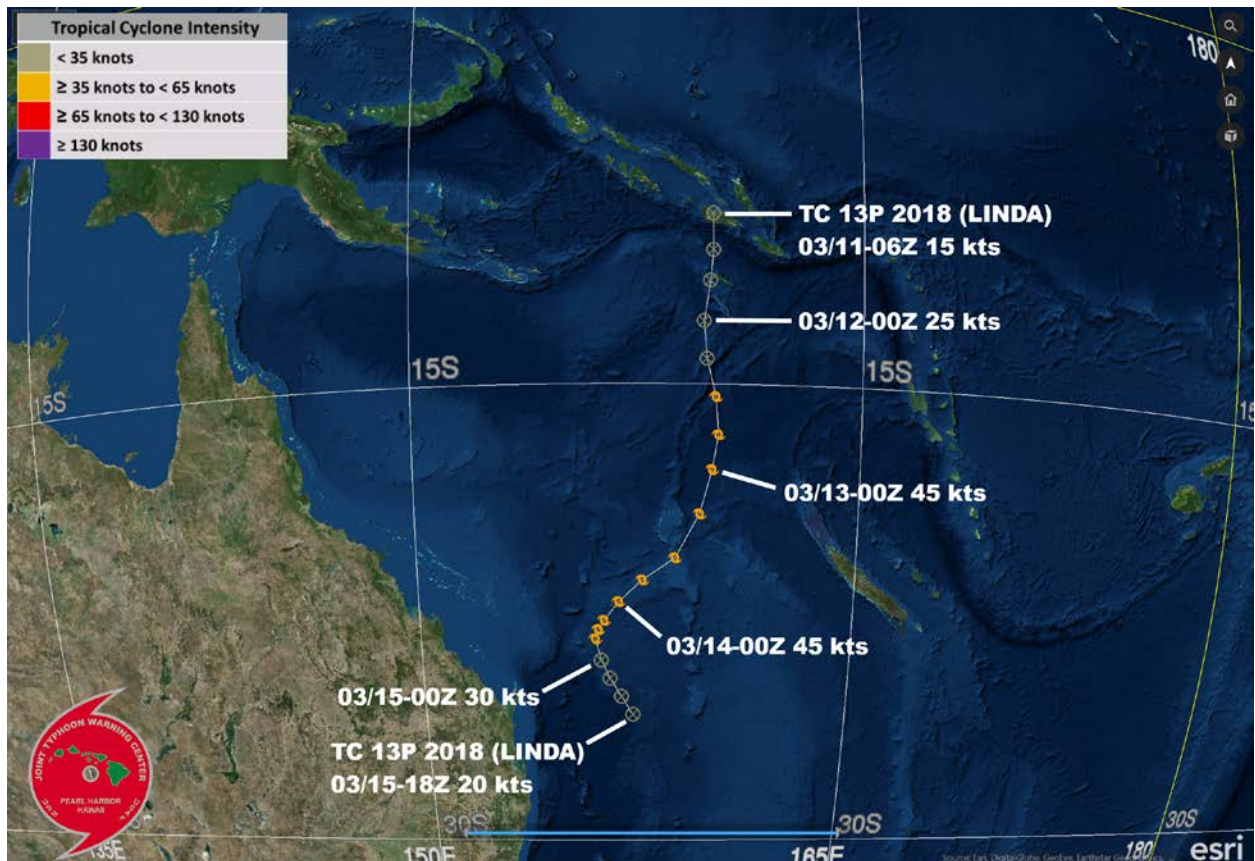 Tropical Cyclone Intensity
< 35 knots
≥ 35 knots to < 65 knots
≥ 65 knots to < 130 knots
≥ 130 knots
180
TC 13P 2018 (LINDA)
03/11-06Z 15 kts
03/12-00Z 25 kts
15S
15S
15S
15
03/13-00Z 45 kts
03/14-00Z 45 kts
03/15-00Z 30 kts
TC 13P 2018 (LINDA)
03/15-18Z 20 kts
JOINT TYPHOON WARNING CENTER
PEARL HARBOR
HAWAII
30S
30S
30S
135E
150E
165E
180
esri